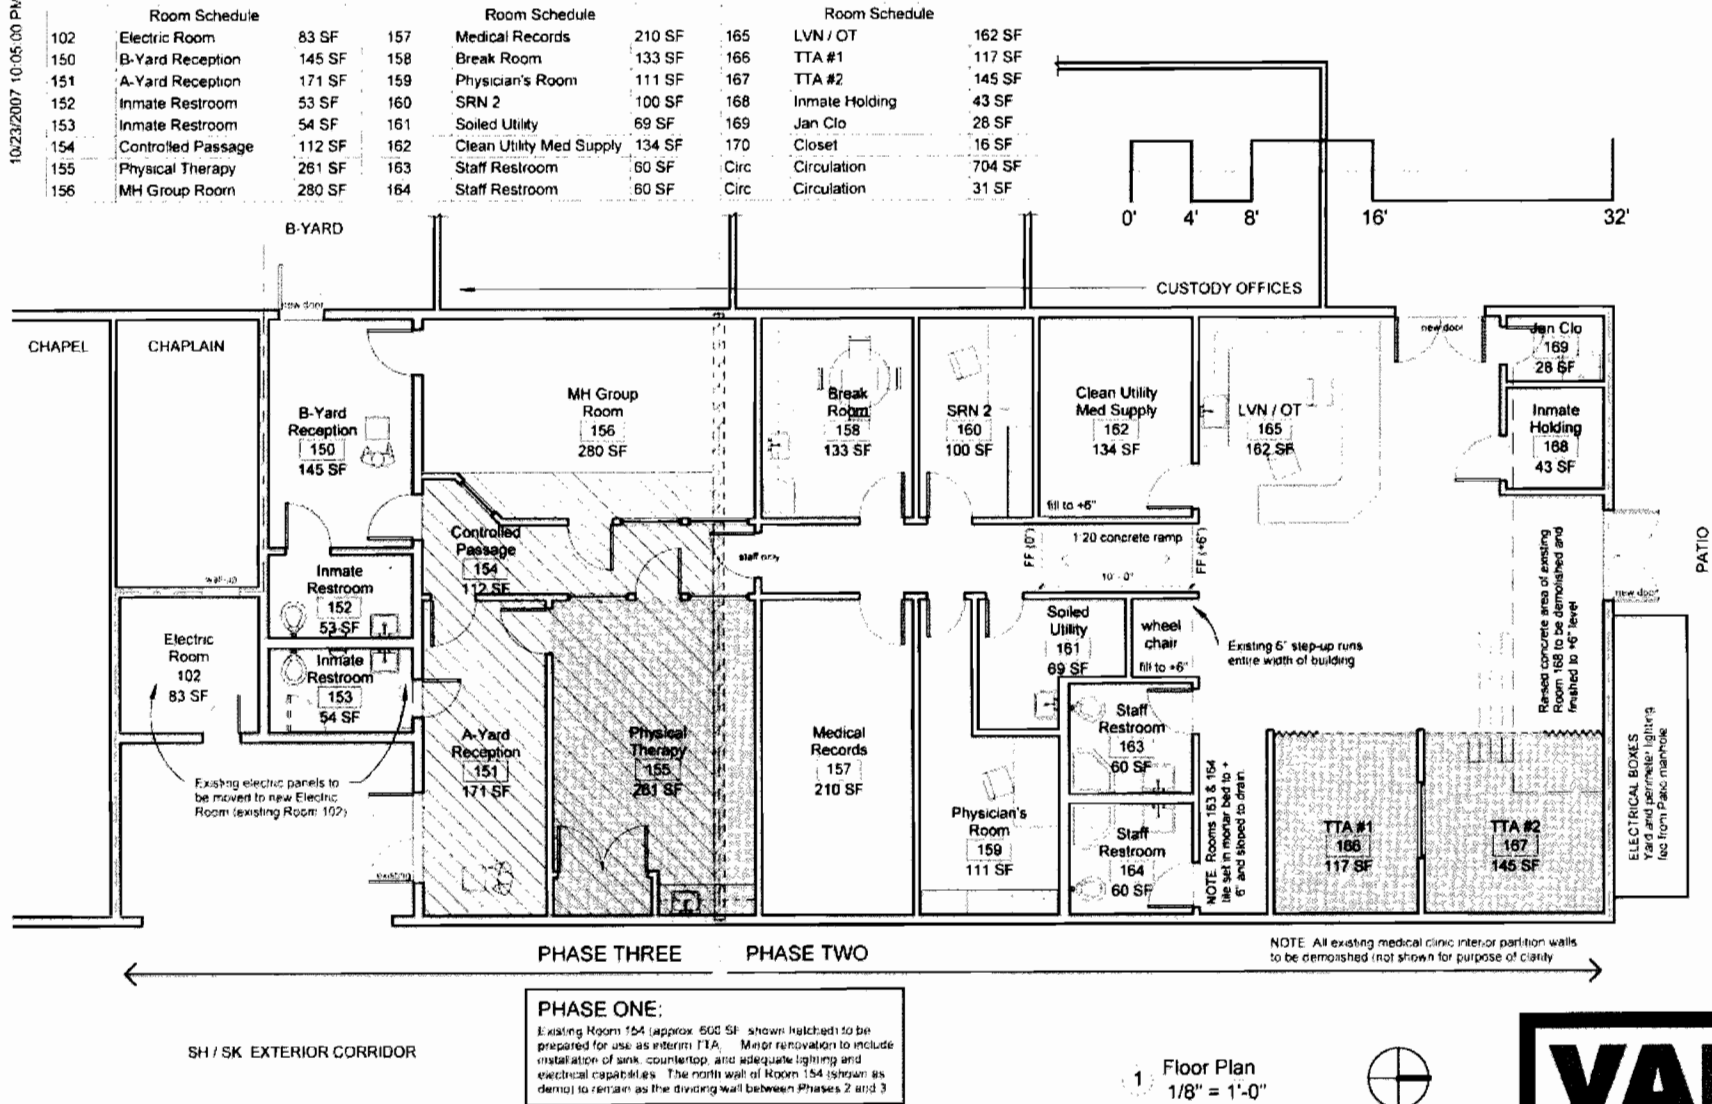 10/23/2007 10:05:00 PM
Room Schedule
102 Electric Room 83 SF
150 B-Yard Reception 145 SF
151 A-Yard Reception 171 SF
152 Inmate Restroom 53 SF
153 Inmate Restroom 54 SF
154 Controlled Passage 112 SF
155 Physical Therapy 261 SF
156 MH Group Room 280 SF
Room Schedule
157 Medical Records 210 SF
158 Break Room 133 SF
159 Physician's Room 111 SF
160 SRN 2 100 SF
161 Soiled Utility 69 SF
162 Clean Utility Med Supply 134 SF
163 Staff Restroom 60 SF
164 Staff Restroom 60 SF
Room Schedule
165 LVN / OT 162 SF
166 TTA #1 117 SF
167 TTA #2 145 SF
168 Inmate Holding 43 SF
169 Jan Clo 28 SF
170 Closet 16 SF
Circ Circulation 704 SF
Circ Circulation 31 SF
0' 4' 8' 16' 32'
B-YARD
CUSTODY OFFICES
new door
new door
CHAPEL
CHAPLAIN
wall-up
B-Yard
Reception
150
145 SF
MH Group
Room
156
280 SF
Break
Room
158
133 SF
SRN 2
160
100 SF
Clean Utility
Med Supply
162
134 SF
fill to +6"
LVN / OT
165
162 SF
Jan Clo
169
28 SF
Inmate
Holding
168
43 SF
Controlled
Passage
154
112 SF
staff only
FF (0")
1:20 concrete ramp
10'-0"
FF (+6")
Raised concrete area of existing
Room 168 to be demolished and
finished to +6" level
PATIO
new door
Inmate
Restroom
152
53 SF
Inmate
Restroom
153
54 SF
Electric
Room
102
83 SF
Soiled
Utility
161
69 SF
wheel
chair
fill to +6"
Existing 6" step-up runs
entire width of building
A-Yard
Reception
151
171 SF
Physical
Therapy
155
261 SF
Medical
Records
157
210 SF
Staff
Restroom
163
60 SF
Physician's
Room
159
111 SF
Staff
Restroom
164
60 SF
NOTE: Rooms 163 & 164
tile set in mortar bed to +
6" and sloped to drain.
TTA #1
166
117 SF
TTA #2
167
145 SF
ELECTRICAL BOXES
Yard and perimeter lighting
fed from Patio manhole
Existing electric panels to
be moved to new Electric
Room (existing Room 102)
existing
PHASE THREE
PHASE TWO
NOTE: All existing medical clinic interior partition walls
to be demolished (not shown for purpose of clarity
PHASE ONE:
Existing Room 154 (approx. 600 SF shown hatched) to be
prepared for use as interim TTA. Minor renovation to include
installation of sink, countertop, and adequate lighting and
electrical capabilities. The north wall of Room 154 (shown as
demo) to remain as the dividing wall between Phases 2 and 3
SH / SK EXTERIOR CORRIDOR
1 Floor Plan
1/8" = 1'-0"